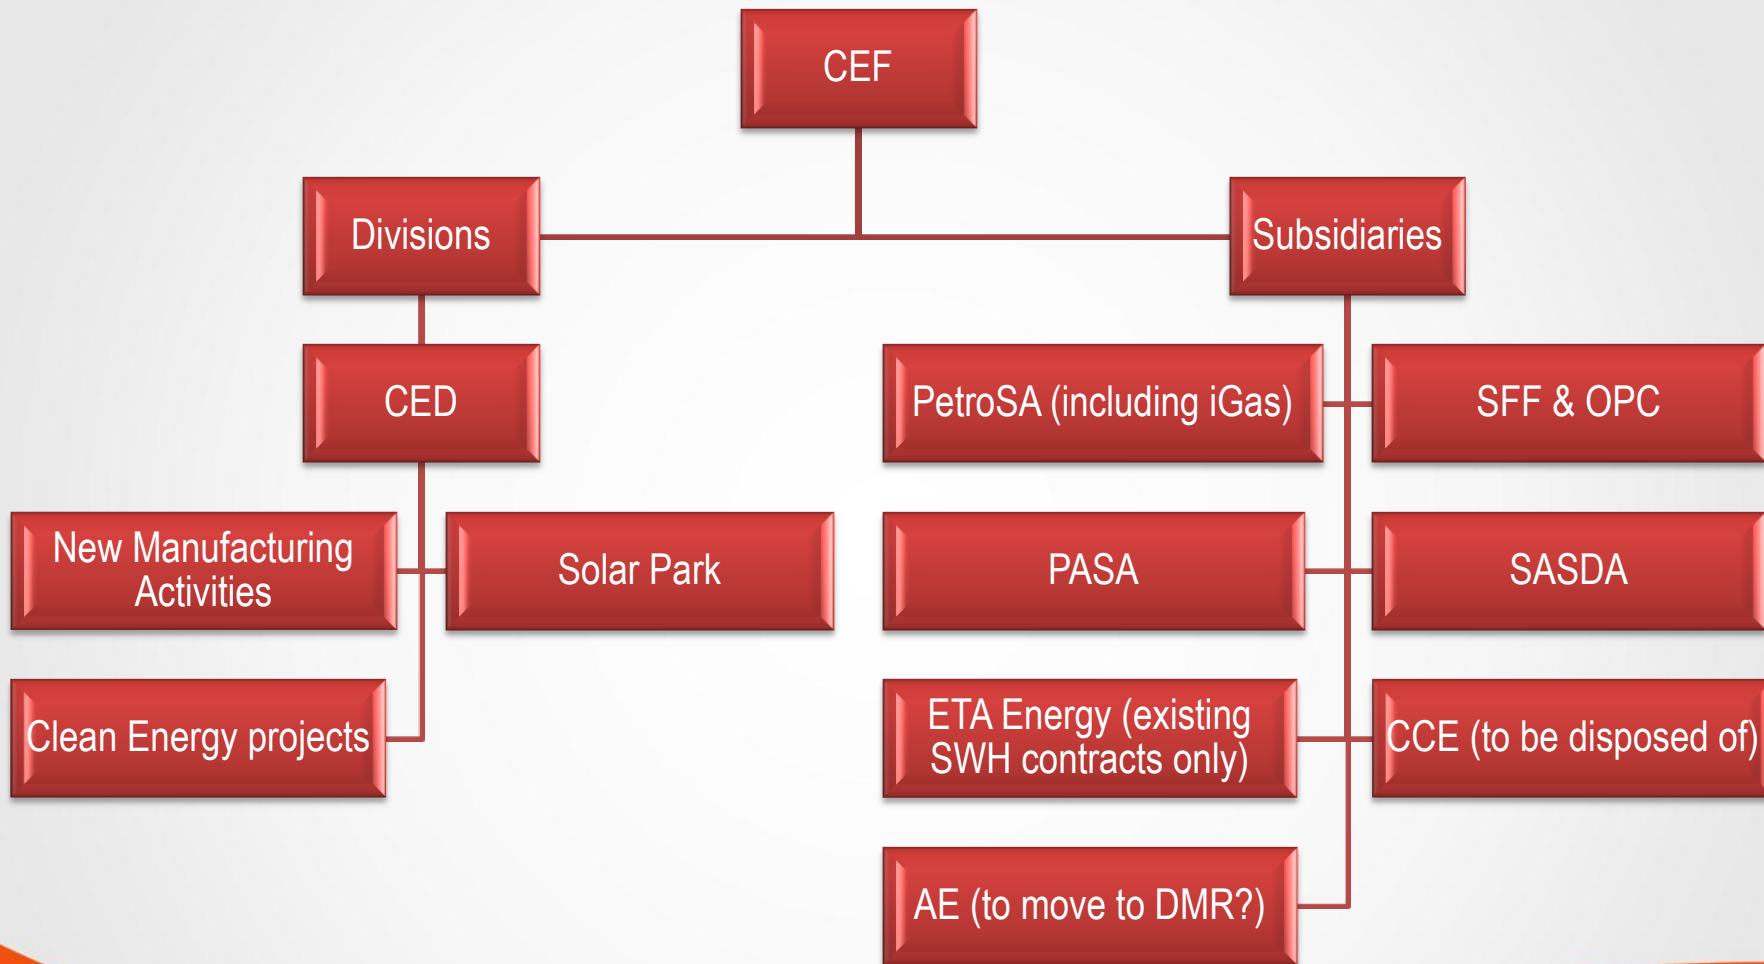 CEF
Divisions
Subsidiaries
CED
PetroSA (including iGas)
SFF & OPC
New Manufacturing
Activities
Solar Park
PASA
SASDA
Clean Energy projects
ETA Energy (existing
SWH contracts only)
CCE (to be disposed of)
AE (to move to DMR?)